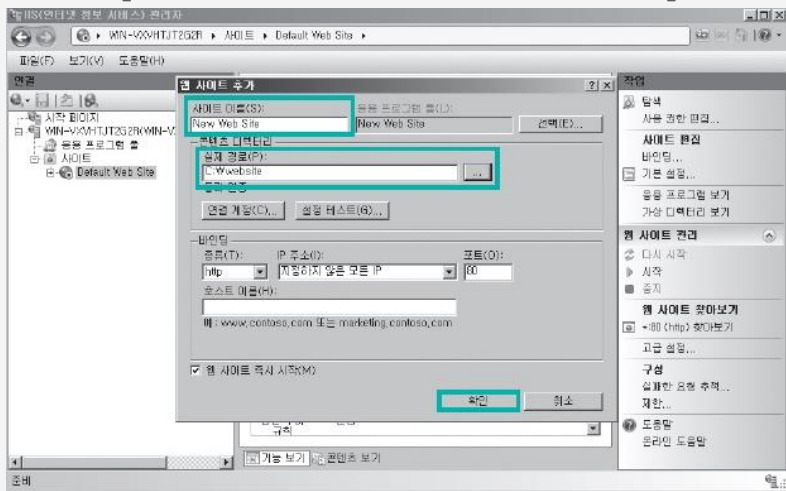 IIS(인터넷 정보 서비스) 관리자
WIN-VXVHTJT2G2R ▸ 사이트 ▸ Default Web Site ▸
파일(F) 보기(V) 도움말(H)
연결
시작 페이지
응용 프로그램 풀
사이트
Default Web Site
웹 사이트 추가
사이트 이름(S):
응용 프로그램 풀(L):
New Web Site
New Web Site
선택(E)...
콘텐츠 디렉터리
실제 경로(P):
C:₩website
...
통과 인증
연결 계정(C)...
설정 테스트(G)...
바인딩
종류(T):
IP 주소(I):
포트(O):
http
지정하지 않은 모든 IP
80
호스트 이름(H):
예: www.contoso.com 또는 marketing.contoso.com
웹 사이트 즉시 시작(M)
확인
취소
규칙
기능 보기
콘텐츠 보기
작업
탐색
사용 권한 편집...
사이트 편집
바인딩...
기본 설정...
응용 프로그램 보기
가상 디렉터리 보기
웹 사이트 관리
다시 시작
시작
중지
웹 사이트 찾아보기
*:80 (http) 찾아보기
고급 설정...
구성
실패한 요청 추적...
제한...
도움말
온라인 도움말
준비